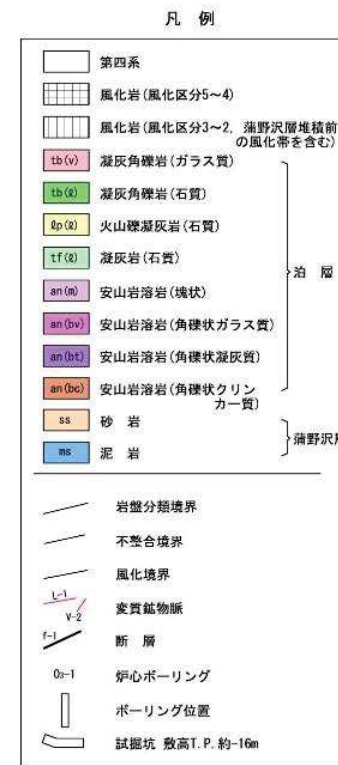 凡 例
第四系
風化岩(風化区分5~4)
風化岩(風化区分3~2, 蒲野沢層堆積前
の風化帯を含む)
tb(v) 凝灰角礫岩(ガラス質)
tb(ℓ) 凝灰角礫岩(石質)
ℓp(ℓ) 火山礫凝灰岩(石質)
tf(ℓ) 凝灰岩(石質)
an(m) 安山岩溶岩(塊状)
泊 層
an(bv) 安山岩溶岩(角礫状ガラス質)
an(bt) 安山岩溶岩(角礫状凝灰質)
an(bc) 安山岩溶岩(角礫状クリン
カー質)
ss 砂 岩
蒲野沢層
ms 泥 岩
岩盤分類境界
不整合境界
風化境界
L-1
V-2
変質鉱物脈
f-1 断 層
O₂-1 炉心ボーリング
ボーリング位置
試掘坑 敷高T.P.約-16m